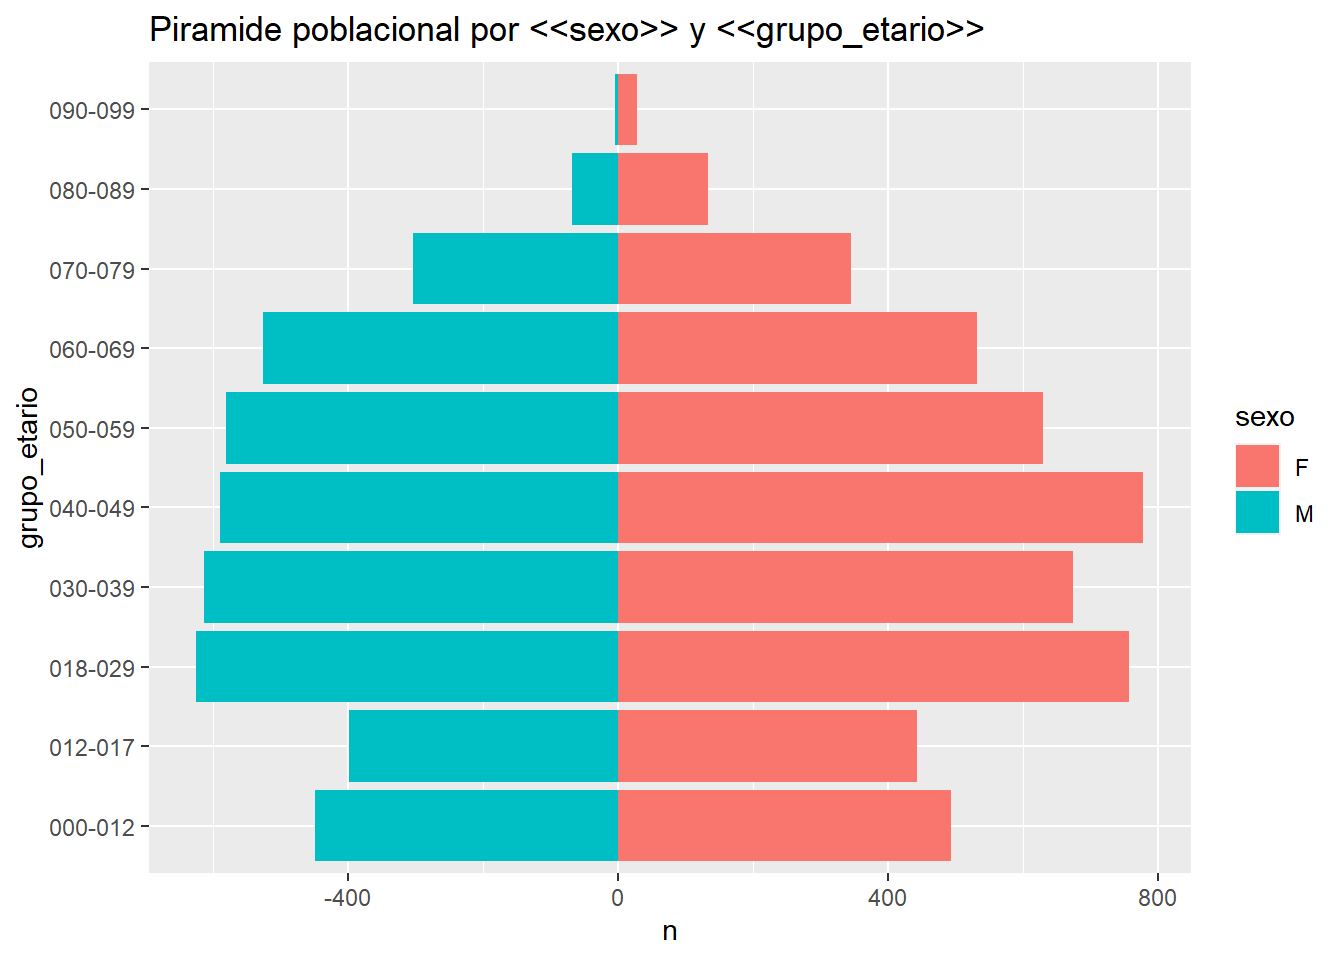 Piramide poblacional por <<sexo>> y <<grupo_etario>>
grupo_etario
090-099
080-089
070-079
060-069
050-059
040-049
030-039
018-029
012-017
000-012
-400
0
400
800
n
sexo
F
M